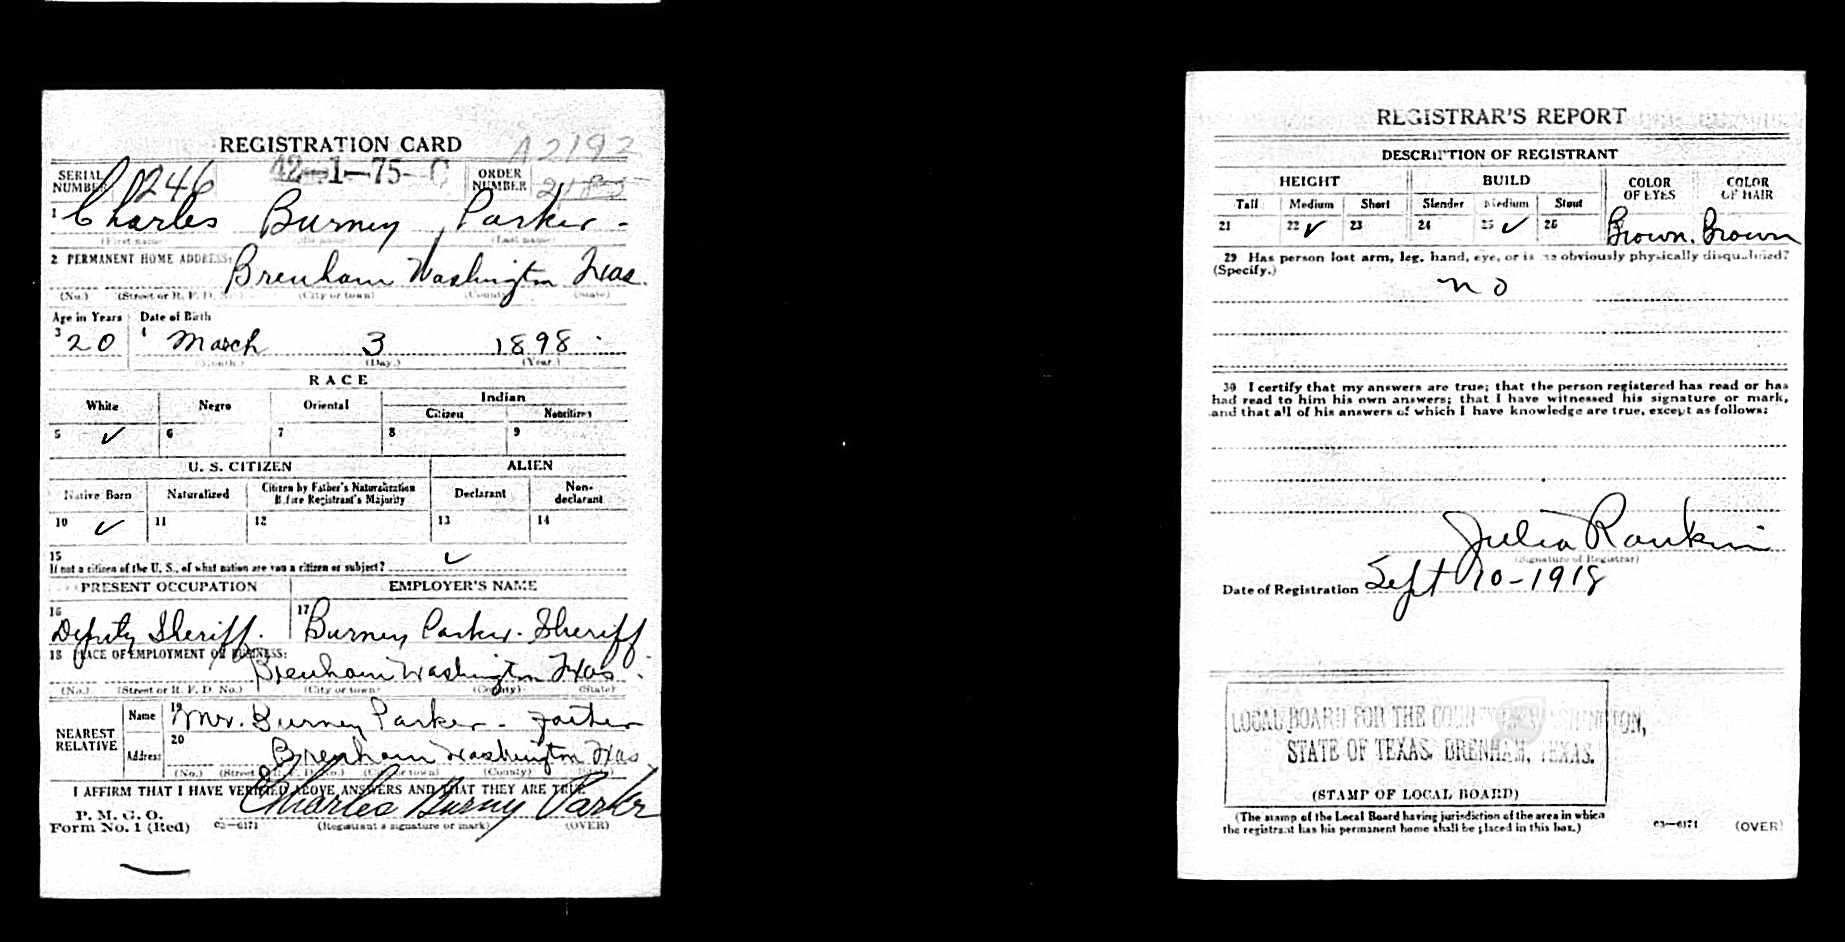 REGISTRATION CARD A2192
SERIAL NUMBER 1246 42-1-75-C ORDER NUMBER
1 Charles Burney Parker-
(First name) (Middle name) (Last name)
2 PERMANENT HOME ADDRESS: Brenham Washington Texas.
(No.) (Street or R. F. D. No.) (City or town) (County) (State)
Age in Years Date of Birth
3 20 4 March 3 1898
(Month.) (Day.) (Year.)
RACE
White Negro Oriental Indian
Citizen Noncitizen
5 ✓ 6 7 8 9
U. S. CITIZEN ALIEN
Native Born Naturalized Citizen by Father's Naturalization Before Registrant's Majority Declarant Non-declarant
10 ✓ 11 12 13 14
15 ✓
If not a citizen of the U. S., of what nation are you a citizen or subject?
PRESENT OCCUPATION EMPLOYER'S NAME
16 Deputy Sheriff. 17 Burney Parker. Sheriff
18 PLACE OF EMPLOYMENT OR BUSINESS:
Brenham Washington Texas.
(No.) (Street or R. F. D. No.) (City or town) (County) (State)
NEAREST RELATIVE Name 19 Mr. Burney Parker - Father
Address 20 Brenham Washington Texas
(No.) (Street or R. F. D. No.) (City or town) (County) (State)
I AFFIRM THAT I HAVE VERIFIED ABOVE ANSWERS AND THAT THEY ARE TRUE
P. M. G. O.
Form No. 1 (Red) 03-6171 Charles Burney Parker
(Registrant's signature or mark) (OVER)
REGISTRAR'S REPORT
DESCRIPTION OF REGISTRANT
HEIGHT BUILD COLOR OF EYES COLOR OF HAIR
Tall Medium Short Slender Medium Stout
21 22 ✓ 23 24 25 ✓ 26 Brown. Brown
29 Has person lost arm, leg, hand, eye, or is he obviously physically disqualified?
(Specify.)
no
30 I certify that my answers are true; that the person registered has read or has
had read to him his own answers; that I have witnessed his signature or mark,
and that all of his answers of which I have knowledge are true, except as follows:
Julia Rankin
(Signature of Registrar)
Date of Registration Sept 10-1918
LOCAL BOARD FOR THE COUNTY OF WASHINGTON,
STATE OF TEXAS, BRENHAM, TEXAS.
(STAMP OF LOCAL BOARD)
(The stamp of the Local Board having jurisdiction of the area in which
the registrant has his permanent home shall be placed in this box.)
03-6171 (OVER)